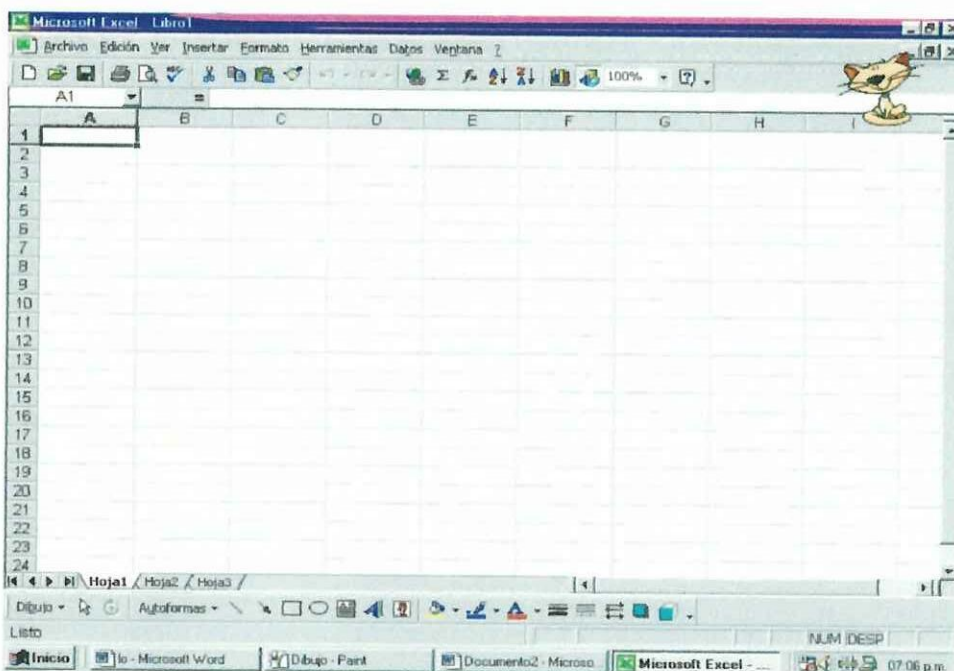 Microsoft Excel Libro1
Archivo Edición Ver Insertar Formato Herramientas Datos Ventana ?
Σ 100%
A1 =
A B C D E F G H I
1
2
3
4
5
6
7
8
9
10
11
12
13
14
15
16
17
18
19
20
21
22
23
24
Hoja1 Hoja2 Hoja3
Dibujo Autoformas
Listo NUM DESP
Inicio lo - Microsoft Word Dibujo - Paint Documento2 - Microso Microsoft Excel - ... 07:06 p.m.